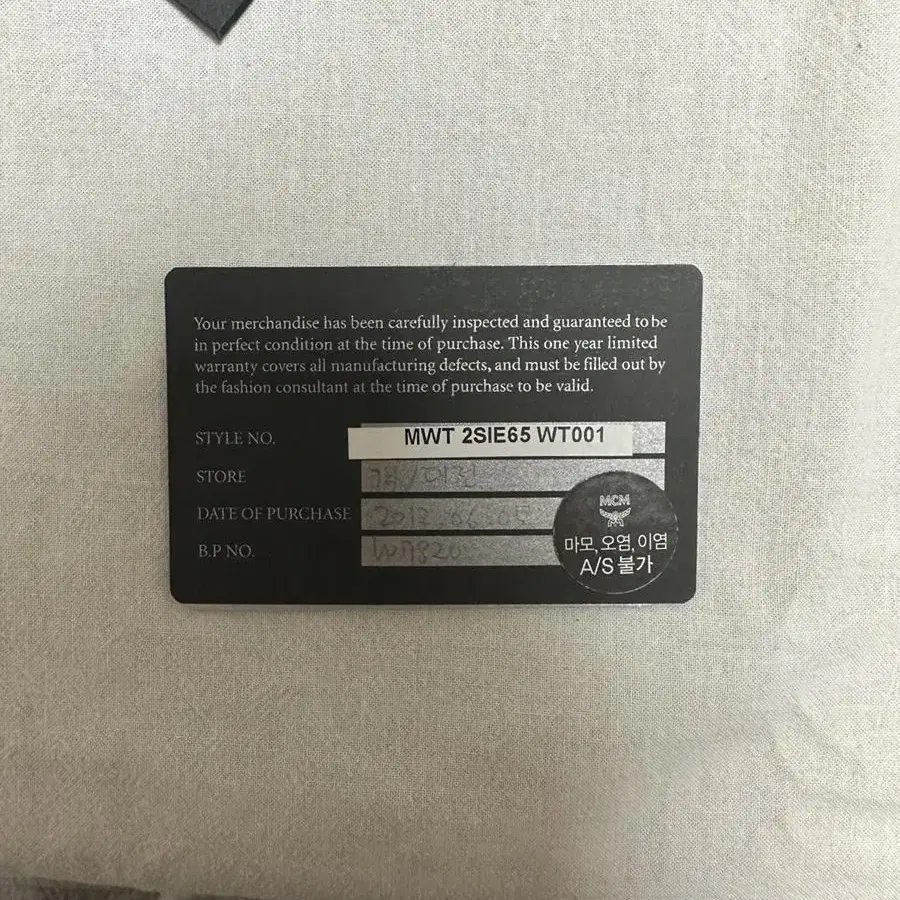 Your merchandise has been carefully inspected and guaranteed to be
in perfect condition at the time of purchase. This one year limited
warranty covers all manufacturing defects, and must be filled out by
the fashion consultant at the time of purchase to be valid.
STYLE NO. MWT 2SIE65 WT001
STORE
DATE OF PURCHASE
B.P NO.
MCM
마모, 오염, 이염
A/S 불가